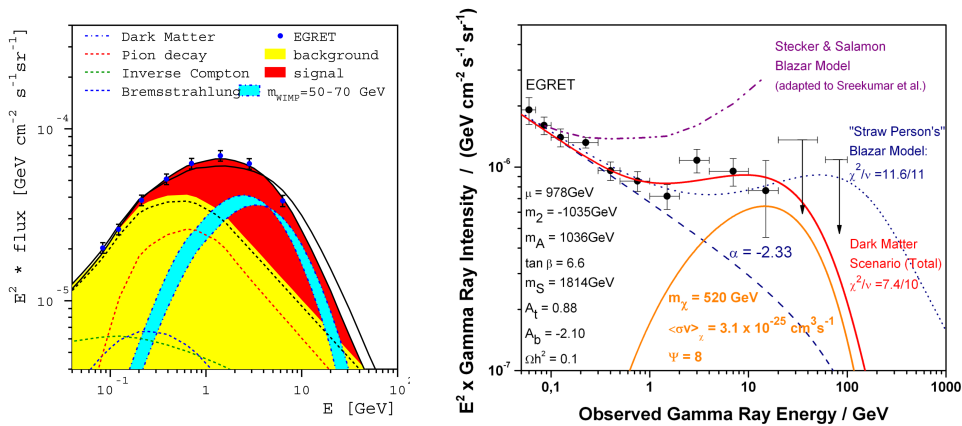 E² * flux [GeV cm⁻² s⁻¹sr⁻¹]
Dark Matter
Pion decay
Inverse Compton
Bremsstrahlung
EGRET
background
signal
m_WIMP=50-70 GeV
10⁻⁴
10⁻⁵
10⁻¹
1
10
10²
E [GeV]
E² x Gamma Ray Intensity / (GeV cm⁻² s⁻¹ sr⁻¹)
Stecker & Salamon
Blazar Model
(adapted to Sreekumar et al.)
EGRET
"Straw Person's"
Blazar Model:
χ²/ν =11.6/11
10⁻⁶
μ = 978GeV
m₂ = -1035GeV
m_A = 1036GeV
tan β = 6.6
m_S = 1814GeV
A_t = 0.88
A_b = -2.10
Ωh² = 0.1
α = -2.33
Dark Matter
Scenario (Total)
χ²/ν =7.4/10
m_χ = 520 GeV
<σv>_χ = 3.1 x 10⁻²⁵ cm³s⁻¹
Ψ = 8
10⁻⁷
0,1
1
10
100
1000
Observed Gamma Ray Energy / GeV